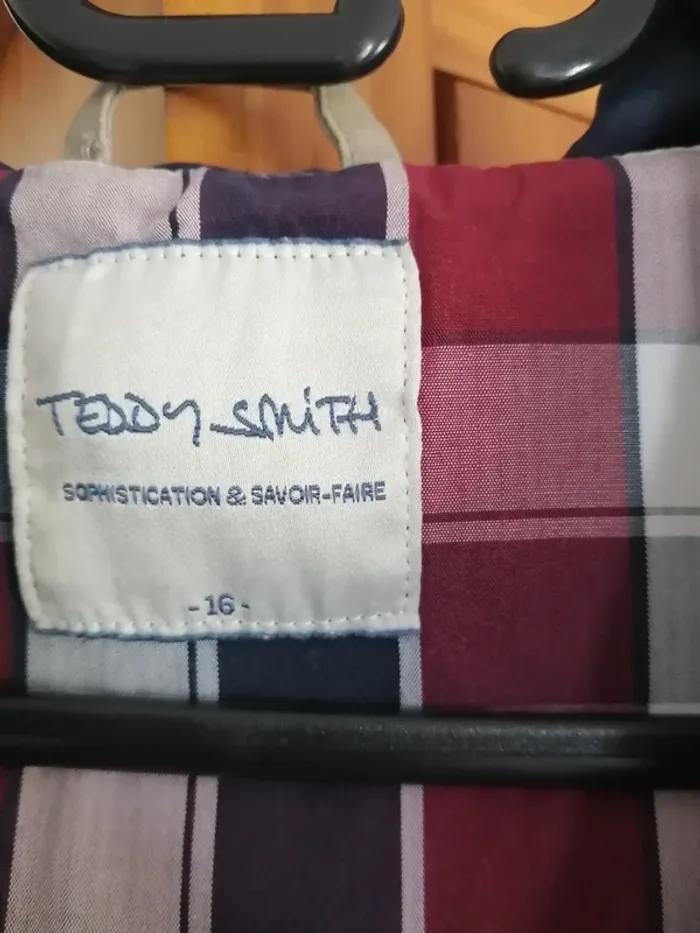 TEDDY SMiTH
SOPHISTICATION & SAVOIR-FAIRE
- 16 -